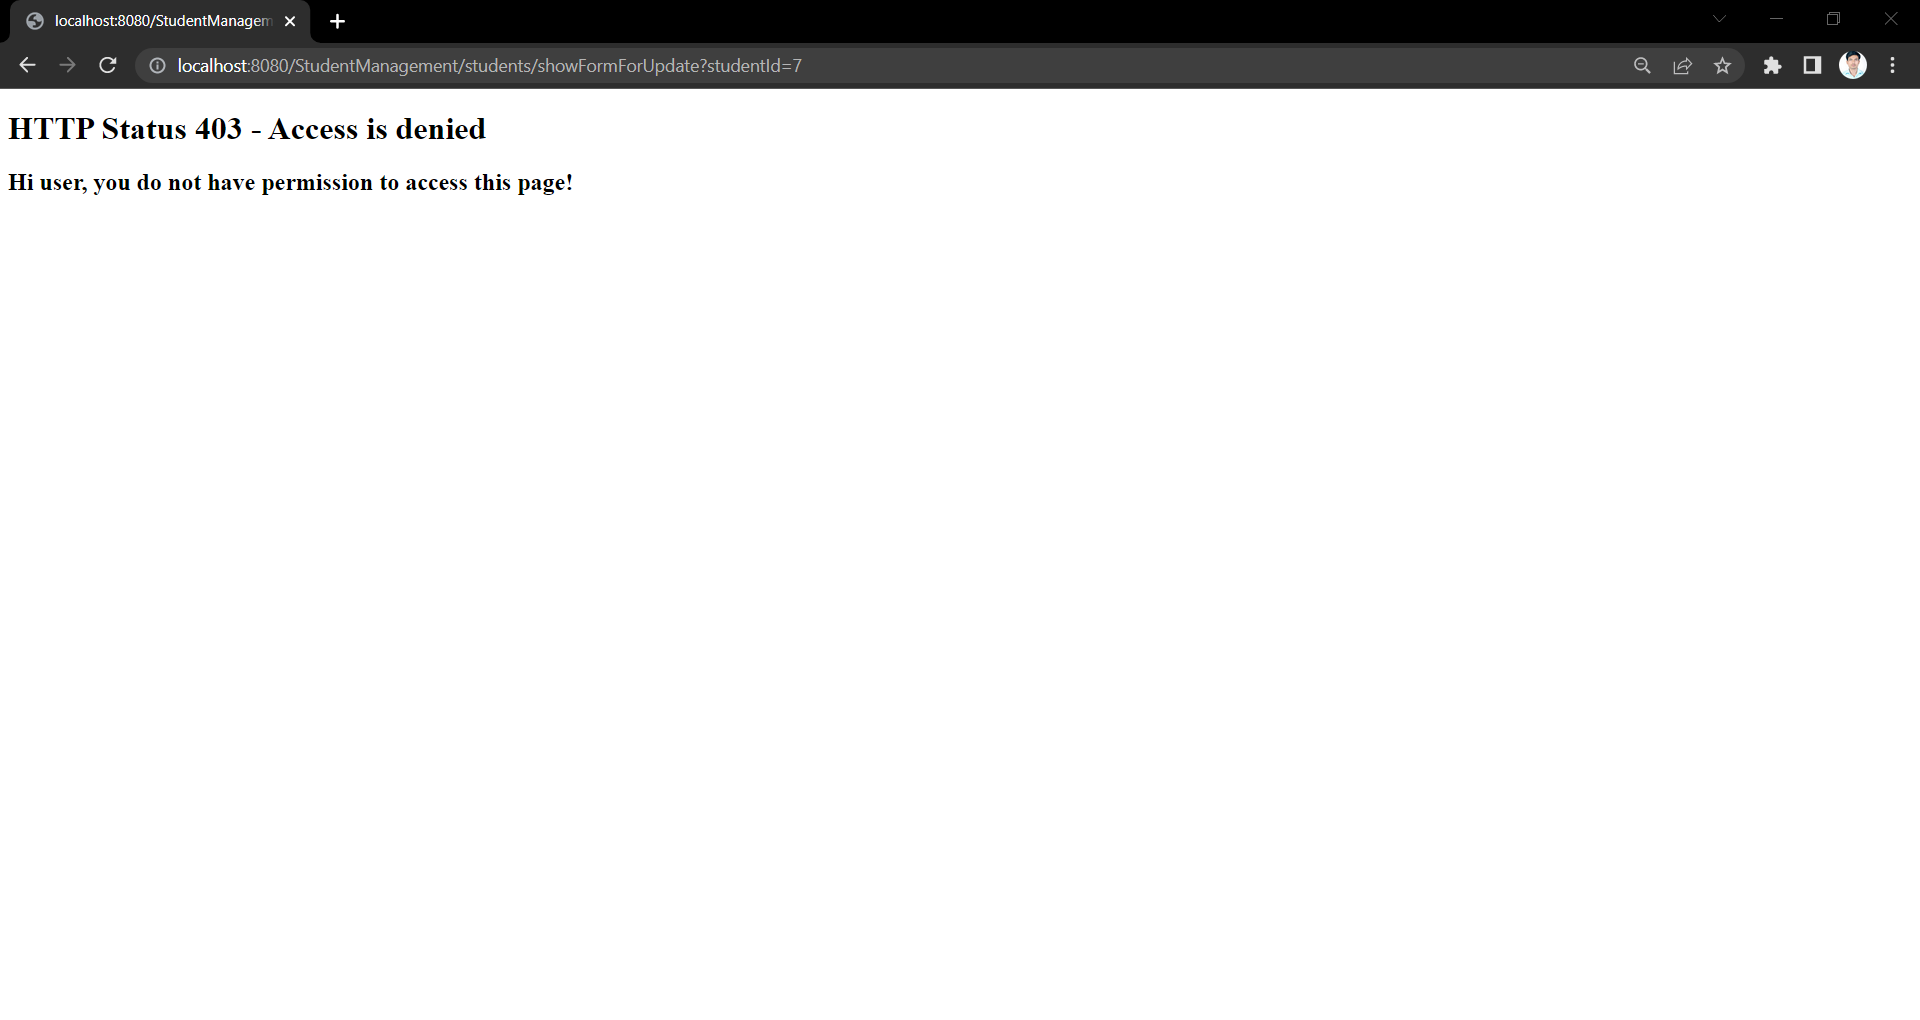 localhost:8080/StudentManagem
localhost:8080/StudentManagement/students/showFormForUpdate?studentId=7
HTTP Status 403 - Access is denied
Hi user, you do not have permission to access this page!